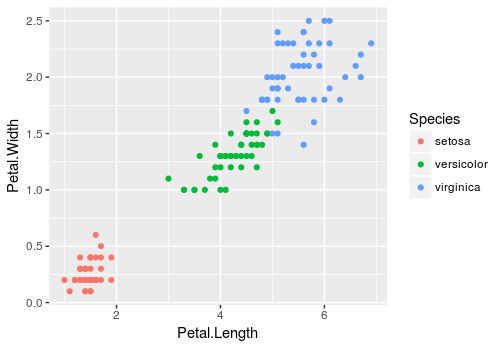 2.5
2.0
1.5
1.0
0.5
0.0
Petal.Width
2
4
6
Petal.Length
Species
setosa
versicolor
virginica